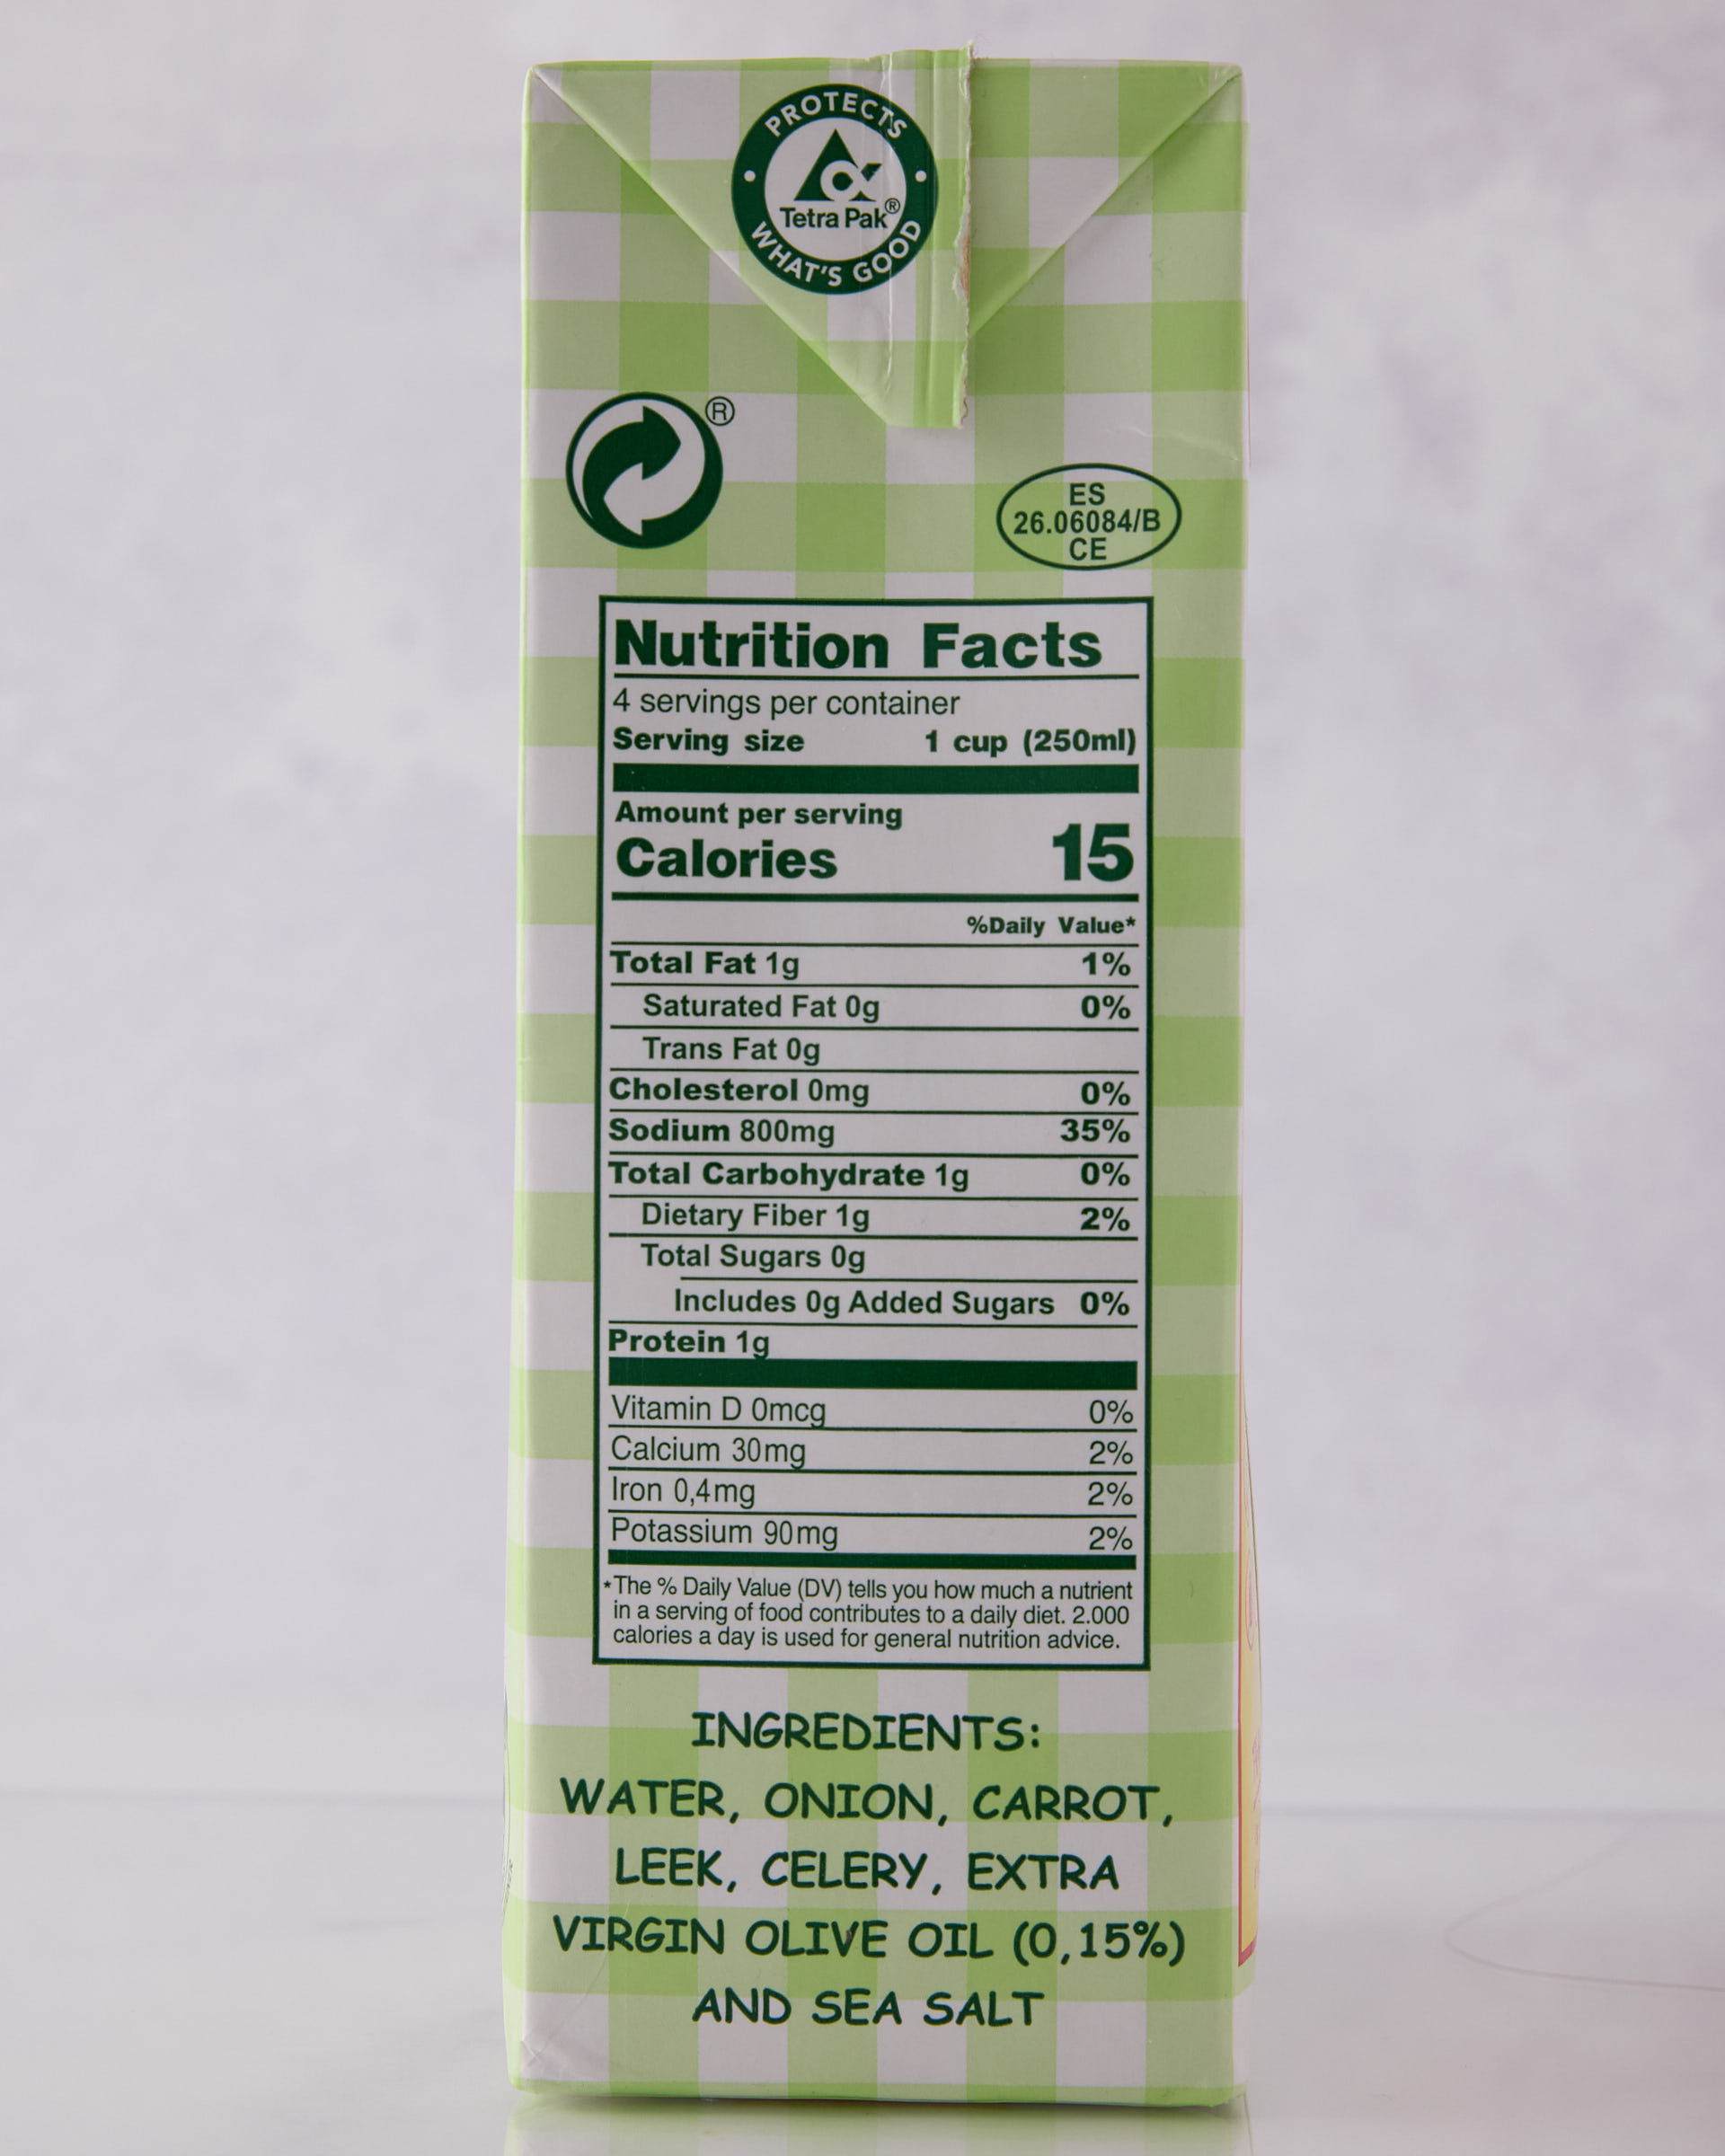 PROTECTS
Tetra Pak®
WHAT'S GOOD
®
ES
26.06084/B
CE
Nutrition Facts
4 servings per container
Serving size 1 cup (250ml)
Amount per serving
Calories 15
%Daily Value*
Total Fat 1g 1%
Saturated Fat 0g 0%
Trans Fat 0g
Cholesterol 0mg 0%
Sodium 800mg 35%
Total Carbohydrate 1g 0%
Dietary Fiber 1g 2%
Total Sugars 0g
Includes 0g Added Sugars 0%
Protein 1g
Vitamin D 0mcg 0%
Calcium 30mg 2%
Iron 0,4mg 2%
Potassium 90mg 2%
*The % Daily Value (DV) tells you how much a nutrient
in a serving of food contributes to a daily diet. 2.000
calories a day is used for general nutrition advice.
INGREDIENTS:
WATER, ONION, CARROT,
LEEK, CELERY, EXTRA
VIRGIN OLIVE OIL (0,15%)
AND SEA SALT